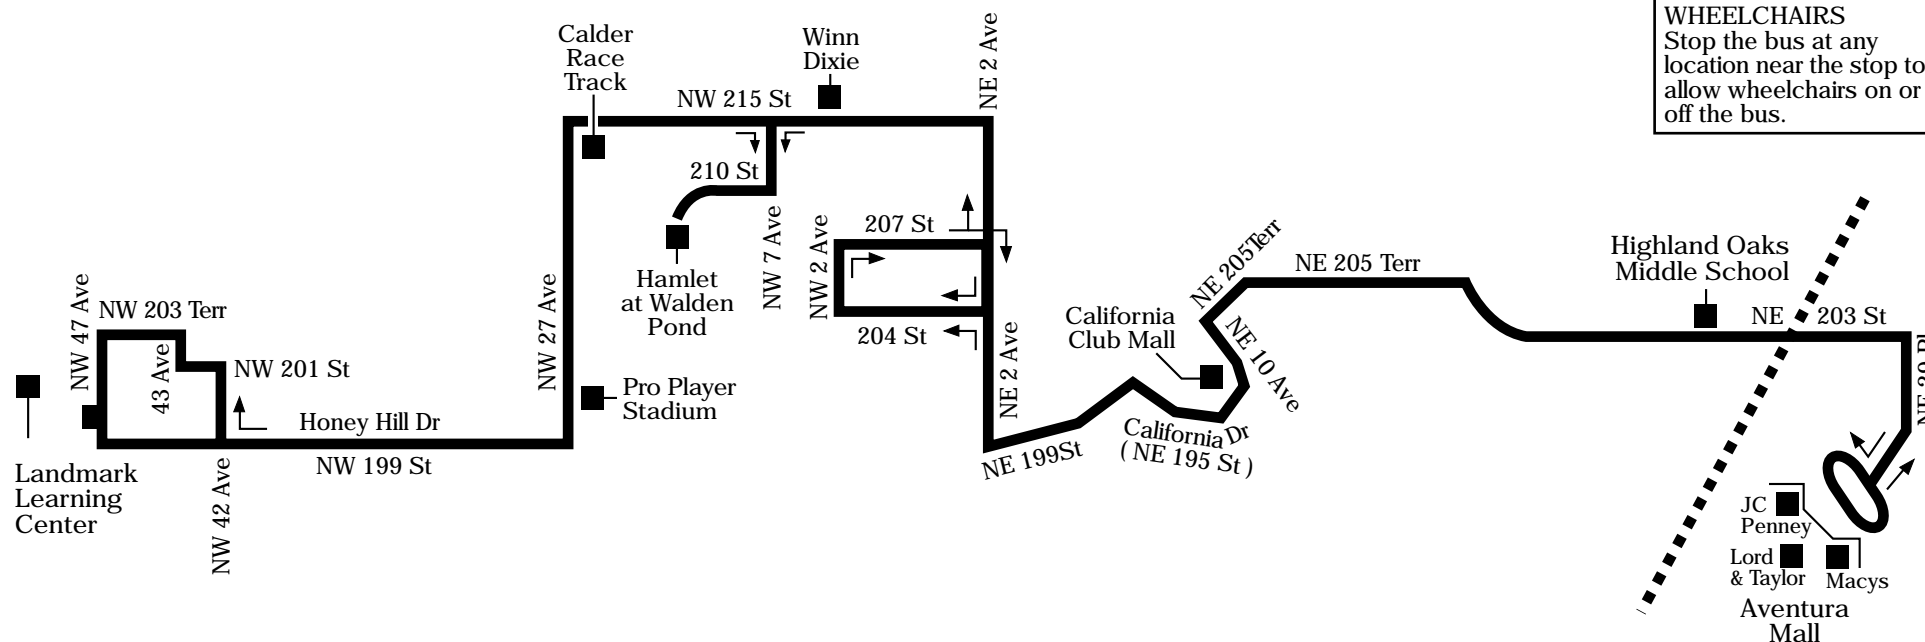 WHEELCHAIRS
Stop the bus at any
location near the stop to
allow wheelchairs on or
off the bus.
Calder
Race
Track
Winn
Dixie
NE 2 Ave
NW 215 St
210 St
NW 7 Ave
Hamlet
at Walden
Pond
NW 2 Ave
207 St
204 St
NE 2 Ave
NW 27 Ave
Pro Player
Stadium
NW 47 Ave
NW 203 Terr
43 Ave
NW 201 St
Honey Hill Dr
NW 199 St
NW 42 Ave
Landmark
Learning
Center
NE 199St
California Dr
( NE 195 St )
California
Club Mall
NE 10 Ave
NE 205Terr
NE 205 Terr
Highland Oaks
Middle School
NE 203 St
JC
Penney
Lord
& Taylor
Macys
Aventura
Mall